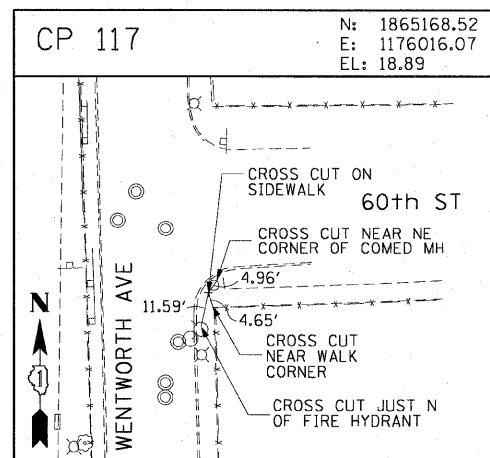 CP 117
N: 1865168.52
E: 1176016.07
EL: 18.89
CROSS CUT ON
SIDEWALK
60th ST
CROSS CUT NEAR NE
CORNER OF COMED MH
4.96'
11.59'
4.65'
N
1
WENTWORTH AVE
CROSS CUT
NEAR WALK
CORNER
CROSS CUT JUST N
OF FIRE HYDRANT